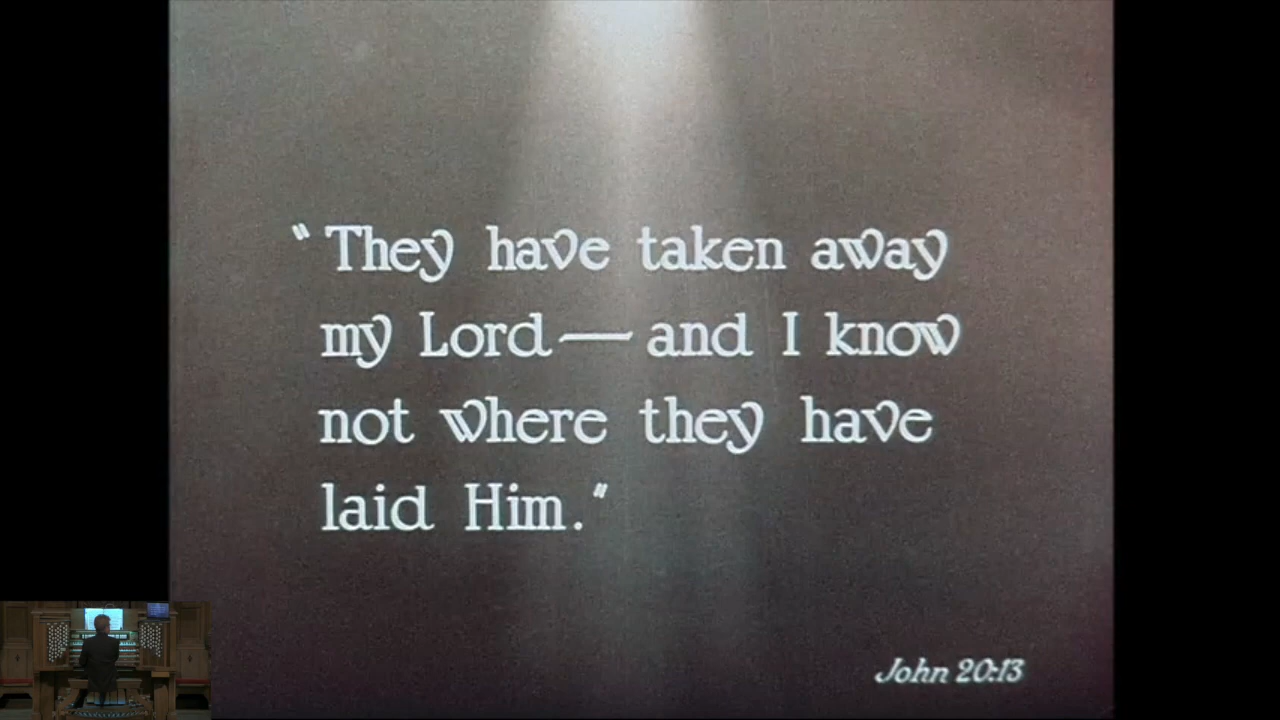 "They have taken away
my Lord — and I know
not where they have
laid Him."
John 20:13